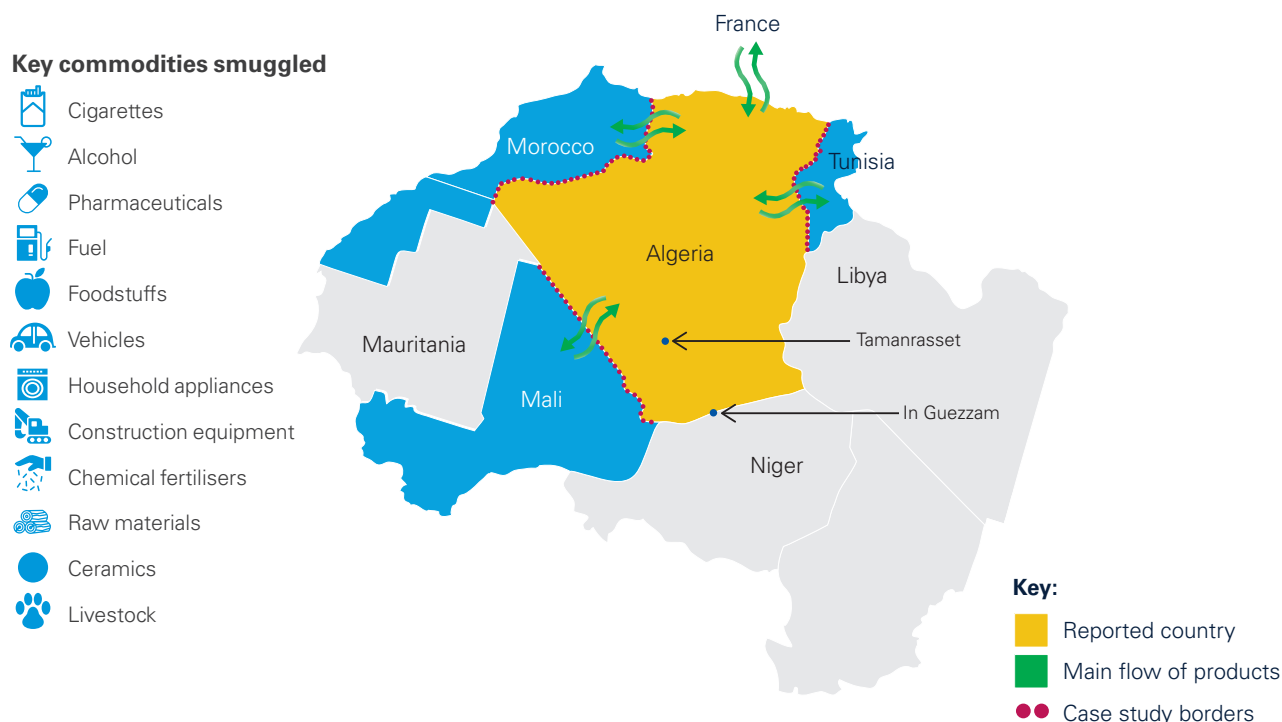 France
Key commodities smuggled
Cigarettes
Alcohol
Pharmaceuticals
Fuel
Foodstuffs
Vehicles
Household appliances
Construction equipment
Chemical fertilisers
Raw materials
Ceramics
Livestock
Morocco
Tunisia
Algeria
Libya
Mauritania
Tamanrasset
Mali
In Guezzam
Niger
Key:
Reported country
Main flow of products
Case study borders